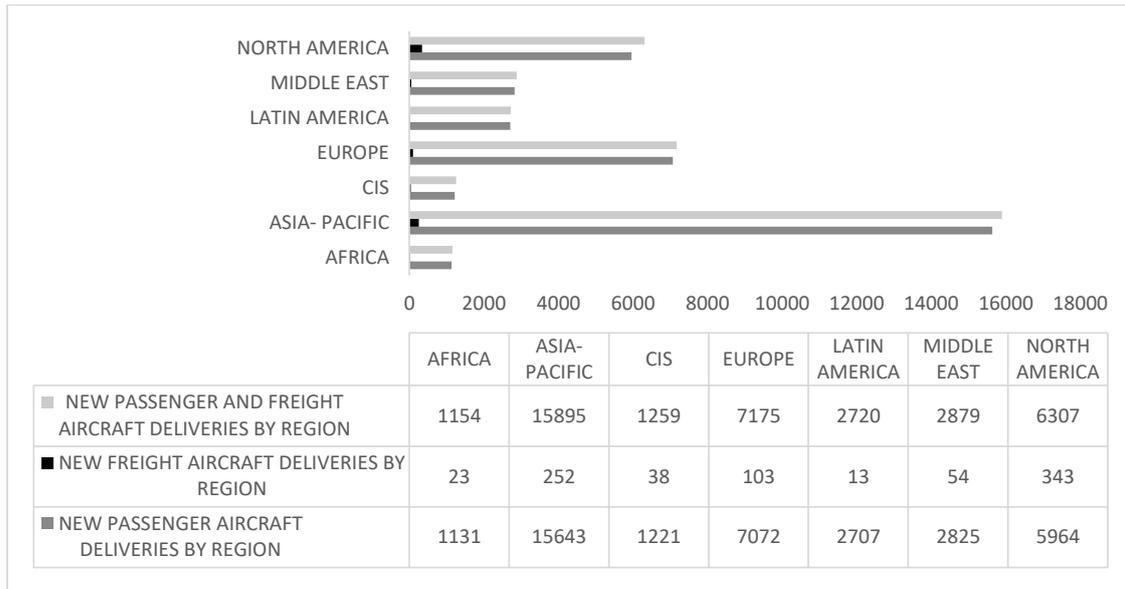 NORTH AMERICA
MIDDLE EAST
LATIN AMERICA
EUROPE
CIS
ASIA- PACIFIC
AFRICA
0 2000 4000 6000 8000 10000 12000 14000 16000 18000
AFRICA ASIA-PACIFIC CIS EUROPE LATIN AMERICA MIDDLE EAST NORTH AMERICA
NEW PASSENGER AND FREIGHT
AIRCRAFT DELIVERIES BY REGION
1154 15895 1259 7175 2720 2879 6307
NEW FREIGHT AIRCRAFT DELIVERIES BY
REGION
23 252 38 103 13 54 343
NEW PASSENGER AIRCRAFT
DELIVERIES BY REGION
1131 15643 1221 7072 2707 2825 5964